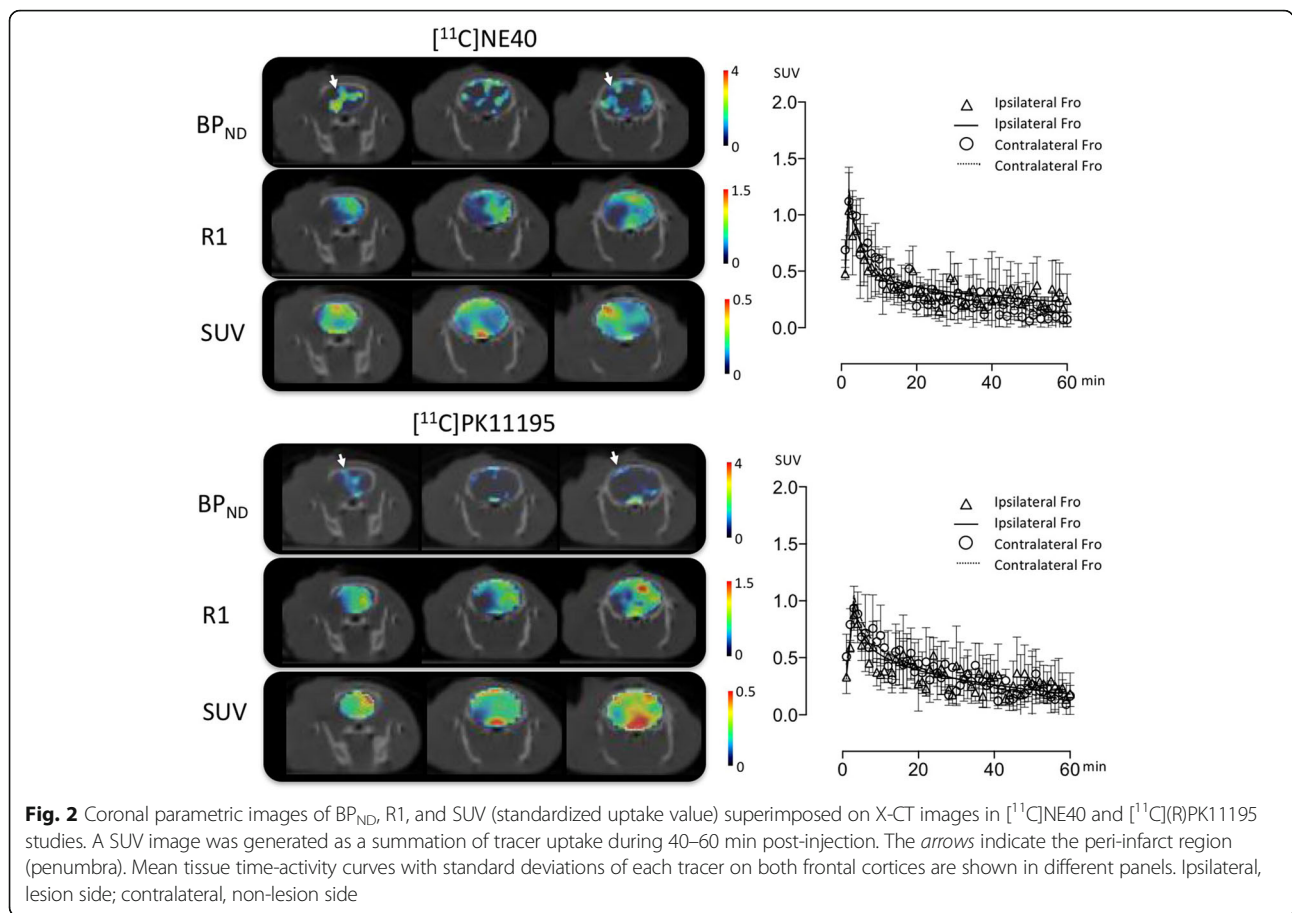 [¹¹C]NE40
BP_ND
4
0
R1
1.5
0
SUV
0.5
0
SUV
2.0
1.5
1.0
0.5
0.0
Ipsilateral Fro
Ipsilateral Fro
Contralateral Fro
Contralateral Fro
0 20 40 60 min
[¹¹C]PK11195
BP_ND
4
0
R1
1.5
0
SUV
0.5
0
SUV
2.0
1.5
1.0
0.5
0.0
Ipsilateral Fro
Ipsilateral Fro
Contralateral Fro
Contralateral Fro
0 20 40 60 min
Fig. 2 Coronal parametric images of BP_ND, R1, and SUV (standardized uptake value) superimposed on X-CT images in [¹¹C]NE40 and [¹¹C](R)PK11195
studies. A SUV image was generated as a summation of tracer uptake during 40–60 min post-injection. The arrows indicate the peri-infarct region
(penumbra). Mean tissue time-activity curves with standard deviations of each tracer on both frontal cortices are shown in different panels. Ipsilateral,
lesion side; contralateral, non-lesion side